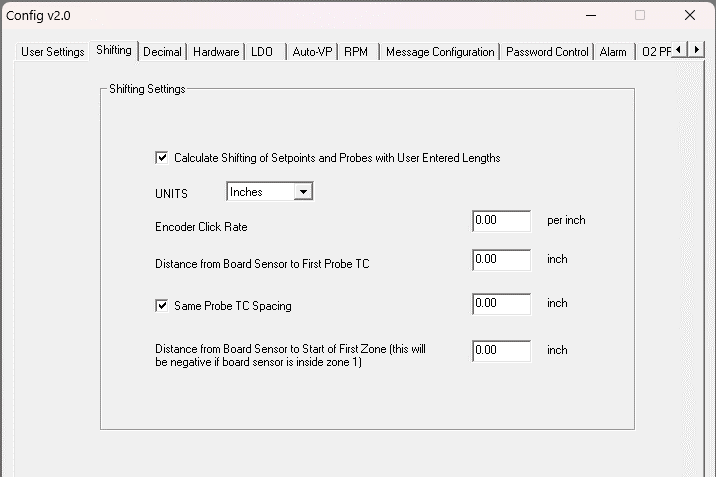 Config v2.0
User Settings Shifting Decimal Hardware LDO Auto-VP RPM Message Configuration Password Control Alarm O2 PF
Shifting Settings
Calculate Shifting of Setpoints and Probes with User Entered Lengths
UNITS Inches
Encoder Click Rate 0.00 per inch
Distance from Board Sensor to First Probe TC 0.00 inch
Same Probe TC Spacing 0.00 inch
Distance from Board Sensor to Start of First Zone (this will 0.00 inch
be negative if board sensor is inside zone 1)